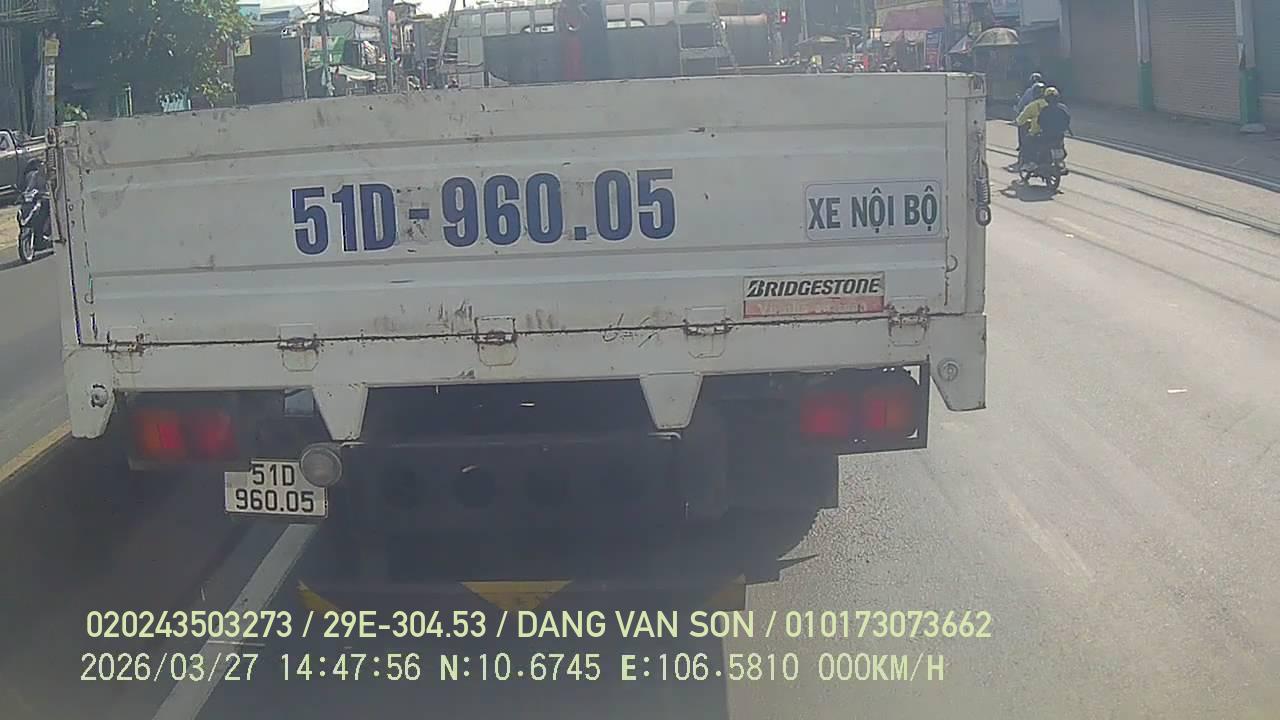 51D-960.05
XE NỘI BỘ
BRIDGESTONE
51D
960.05
020243503273 / 29E-304.53 / DANG VAN SON / 010173073662
2026/03/27 14:47:56 N:10.6745 E:106.5810 000KM/H